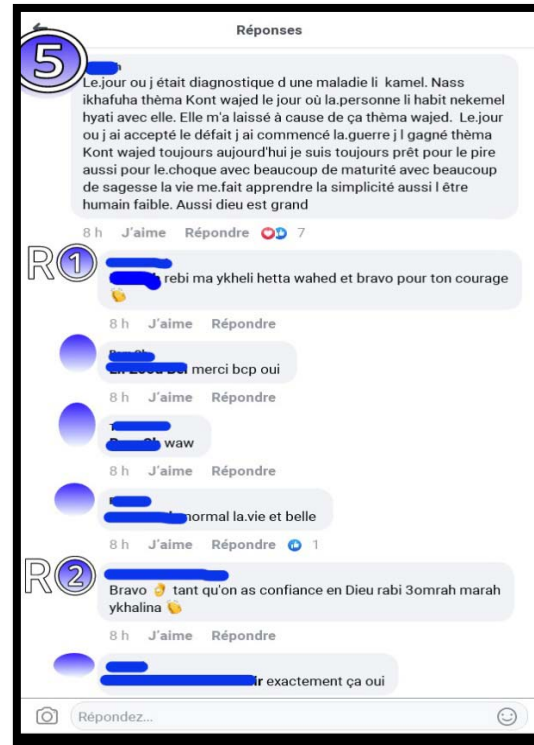 Réponses
5
Le.jour ou j était diagnostique d une maladie li kamel. Nass
ikhafuha thèma Kont wajed le jour où la.personne li habit nekemel
hyati avec elle. Elle m'a laissé à cause de ça thèma wajed. Le.jour
ou j ai accepté le défait j ai commencé la.guerre j l gagné thèma
Kont wajed toujours aujourd'hui je suis toujours prêt pour le pire
aussi pour le.choque avec beaucoup de maturité avec beaucoup
de sagesse la vie me.fait apprendre la simplicité aussi l être
humain faible. Aussi dieu est grand
8 h J'aime Répondre 7
R1
rebi ma ykheli hetta wahed et bravo pour ton courage
8 h J'aime Répondre
merci bcp oui
8 h J'aime Répondre
waw
8 h J'aime Répondre
normal la.vie et belle
8 h J'aime Répondre 1
R2
Bravo 👌 tant qu'on as confiance en Dieu rabi 3omrah marah
ykhalina 👏
8 h J'aime Répondre
ir exactement ça oui
Répondez...